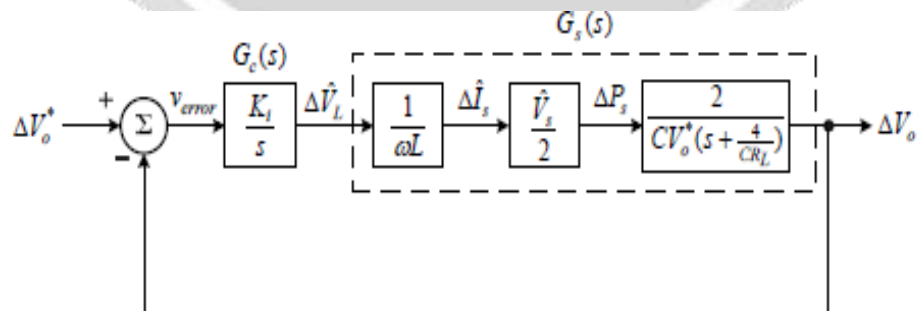 G_s(s)
G_c(s)
ΔV_o^* + − Σ v_error K_i/s ΔV̂_L 1/ωL ΔÎ_s V̂_s/2 ΔP_s 2/(CV_o^*(s + 4/(CR_L))) ΔV_o